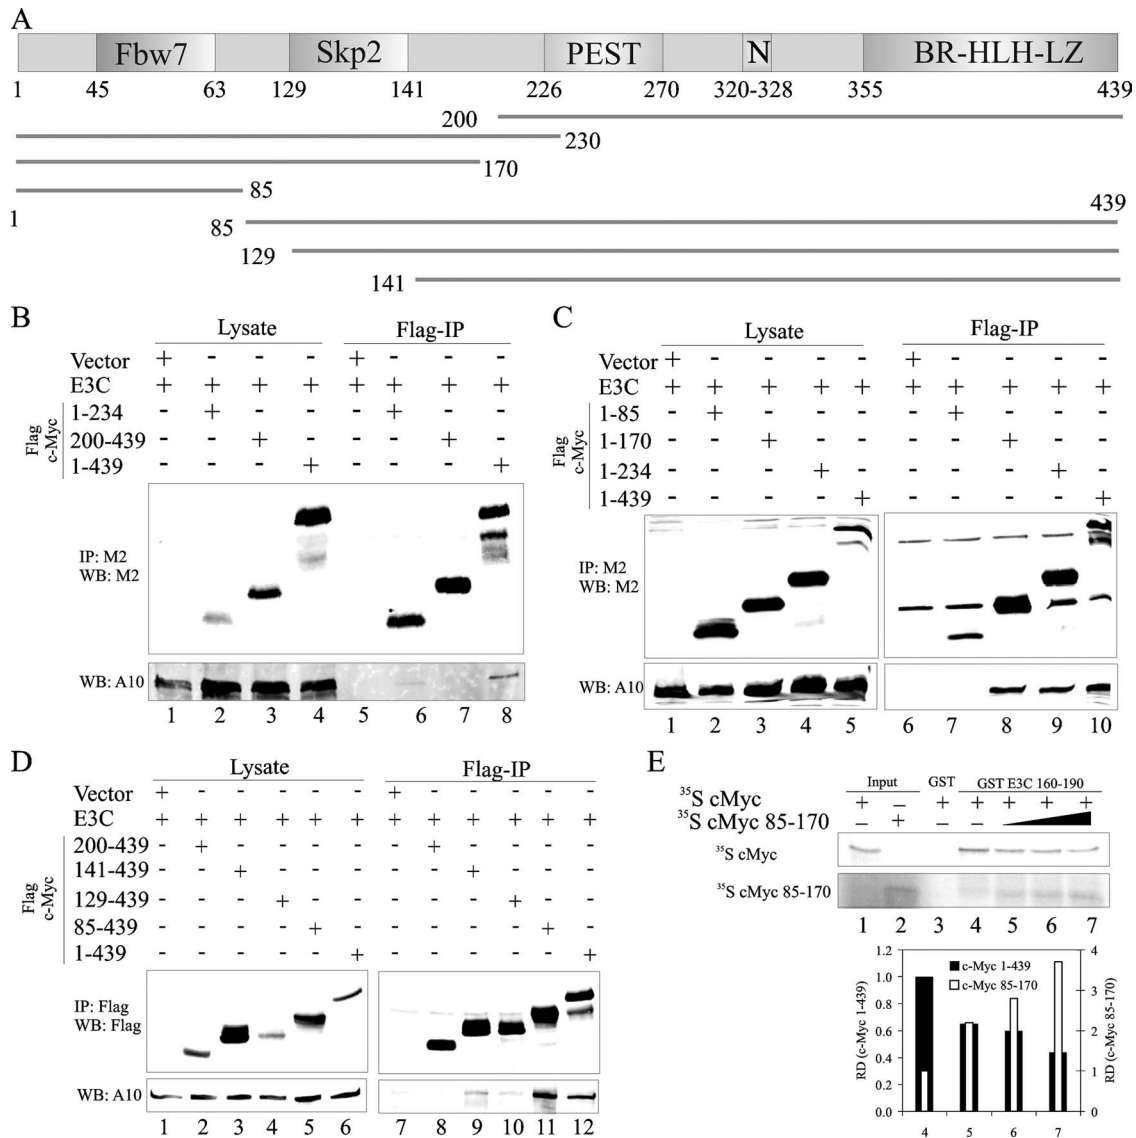 A
Fbw7 Skp2 PEST N BR-HLH-LZ
1 45 63 129 141 226 270 320-328 355 439
200
230
170
85
1 439
85
129
141
B
Lysate Flag-IP
Vector + - - - + - - -
E3C + + + + + + + +
Flag c-Myc
1-234 - + - - - + - -
200-439 - - + - - - + -
1-439 - - - + - - - +
IP: M2
WB: M2
WB: A10
1 2 3 4 5 6 7 8
C
Lysate Flag-IP
Vector + - - - - + - - - -
E3C + + + + + + + + + +
Flag c-Myc
1-85 - + - - - - + - - -
1-170 - - + - - - - + - -
1-234 - - - + - - - - + -
1-439 - - - - + - - - - +
IP: M2
WB: M2
WB: A10
1 2 3 4 5 6 7 8 9 10
D
Lysate Flag-IP
Vector + - - - - - + - - - - -
E3C + + + + + + + + + + + +
Flag c-Myc
200-439 - + - - - - - + - - - -
141-439 - - + - - - - - + - - -
129-439 - - - + - - - - - + - -
85-439 - - - - + - - - - - + -
1-439 - - - - - + - - - - - +
IP: Flag
WB: Flag
WB: A10
1 2 3 4 5 6 7 8 9 10 11 12
E
Input GST GST E3C 160-190
³⁵S cMyc + – + + + + +
³⁵S cMyc 85-170 – + – –
³⁵S cMyc
³⁵S cMyc 85-170
1 2 3 4 5 6 7
1.2 4
1.0
0.8 3
0.6 2
0.4
0.2 1
0.0 0
c-Myc 1-439
c-Myc 85-170
RD (c-Myc 1-439)
RD (c-Myc 85-170)
4 5 6 7